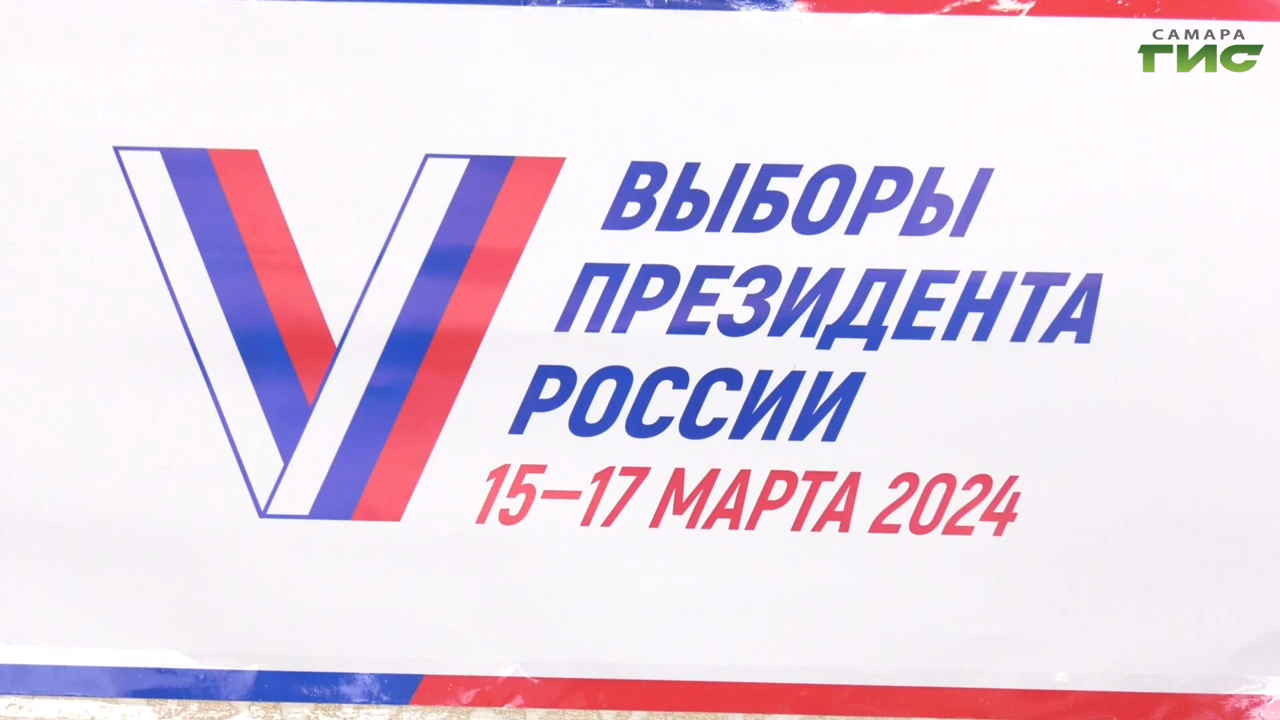 САМАРА
ГИС
ВЫБОРЫ
ПРЕЗИДЕНТА
РОССИИ
15–17 МАРТА 2024